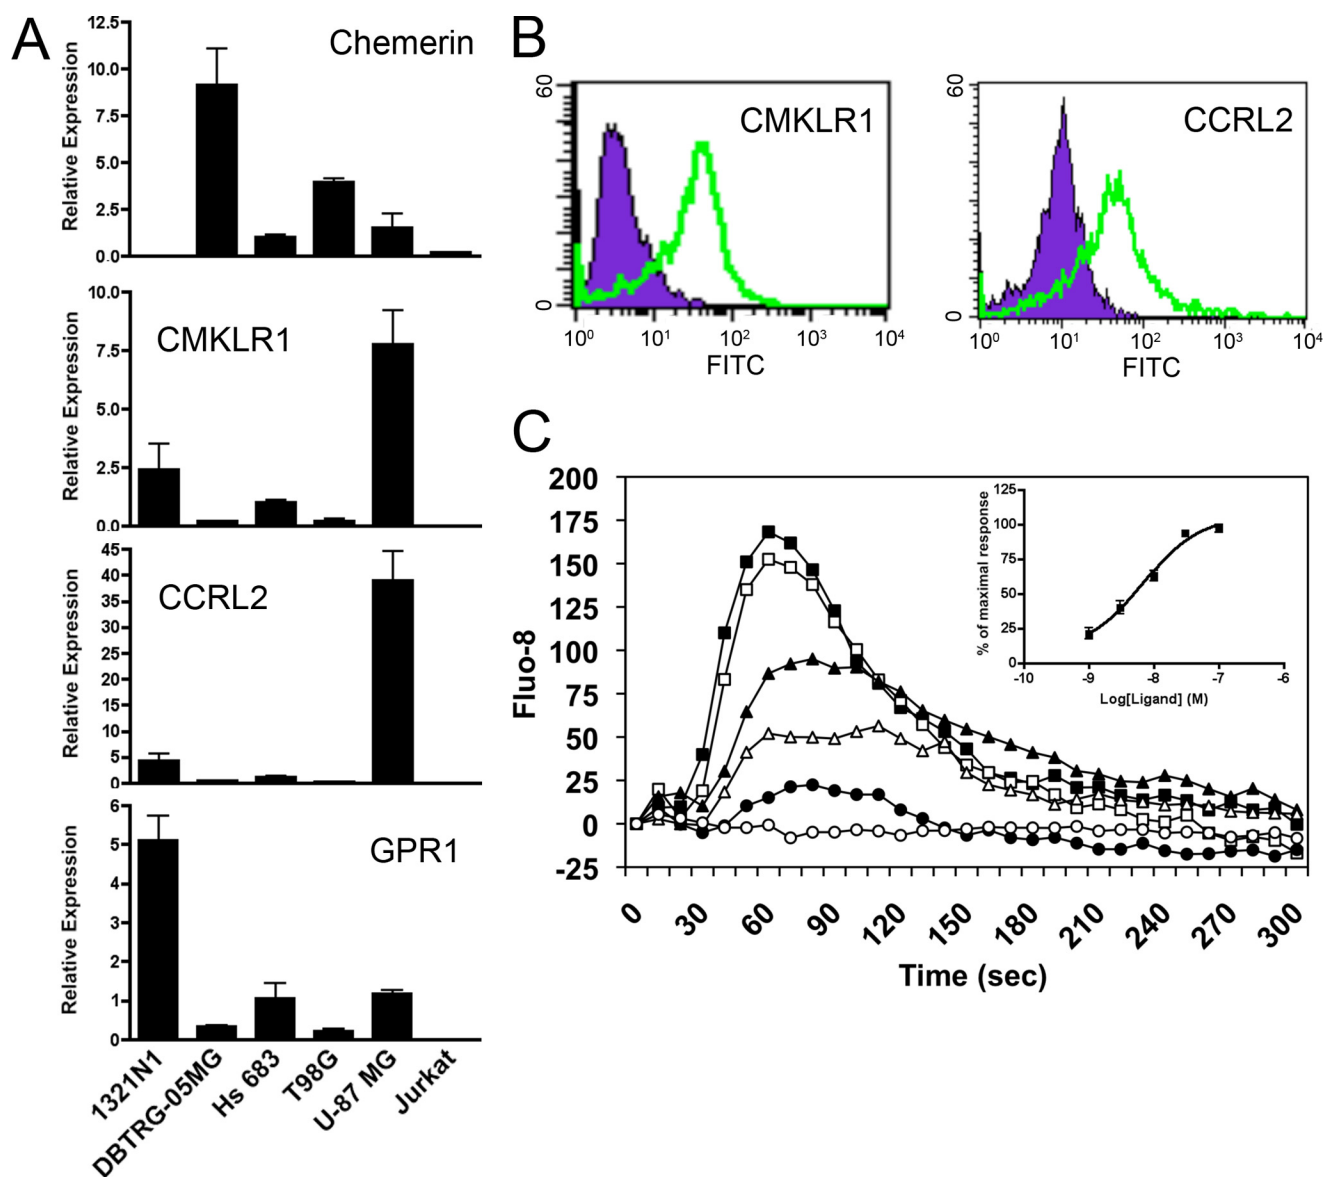 A
Chemerin
Relative Expression
12.5
10.0
7.5
5.0
2.5
0.0
CMKLR1
Relative Expression
10.0
7.5
5.0
2.5
0.0
CCRL2
Relative Expression
45
40
35
30
25
20
15
10
5
0
GPR1
Relative Expression
6
5
4
3
2
1
0
1321N1
DBTRG-05MG
Hs 683
T98G
U-87 MG
Jurkat
B
CMKLR1
60
0
10⁰ 10¹ 10² 10³ 10⁴
FITC
CCRL2
60
0
10⁰ 10¹ 10² 10³ 10⁴
FITC
C
Fluo-8
200
175
150
125
100
75
50
25
0
-25
0 30 60 90 120 150 180 210 240 270 300
Time (sec)
% of maximal response
125
100
75
50
25
0
-10 -9 -8 -7 -6
Log[Ligand] (M)